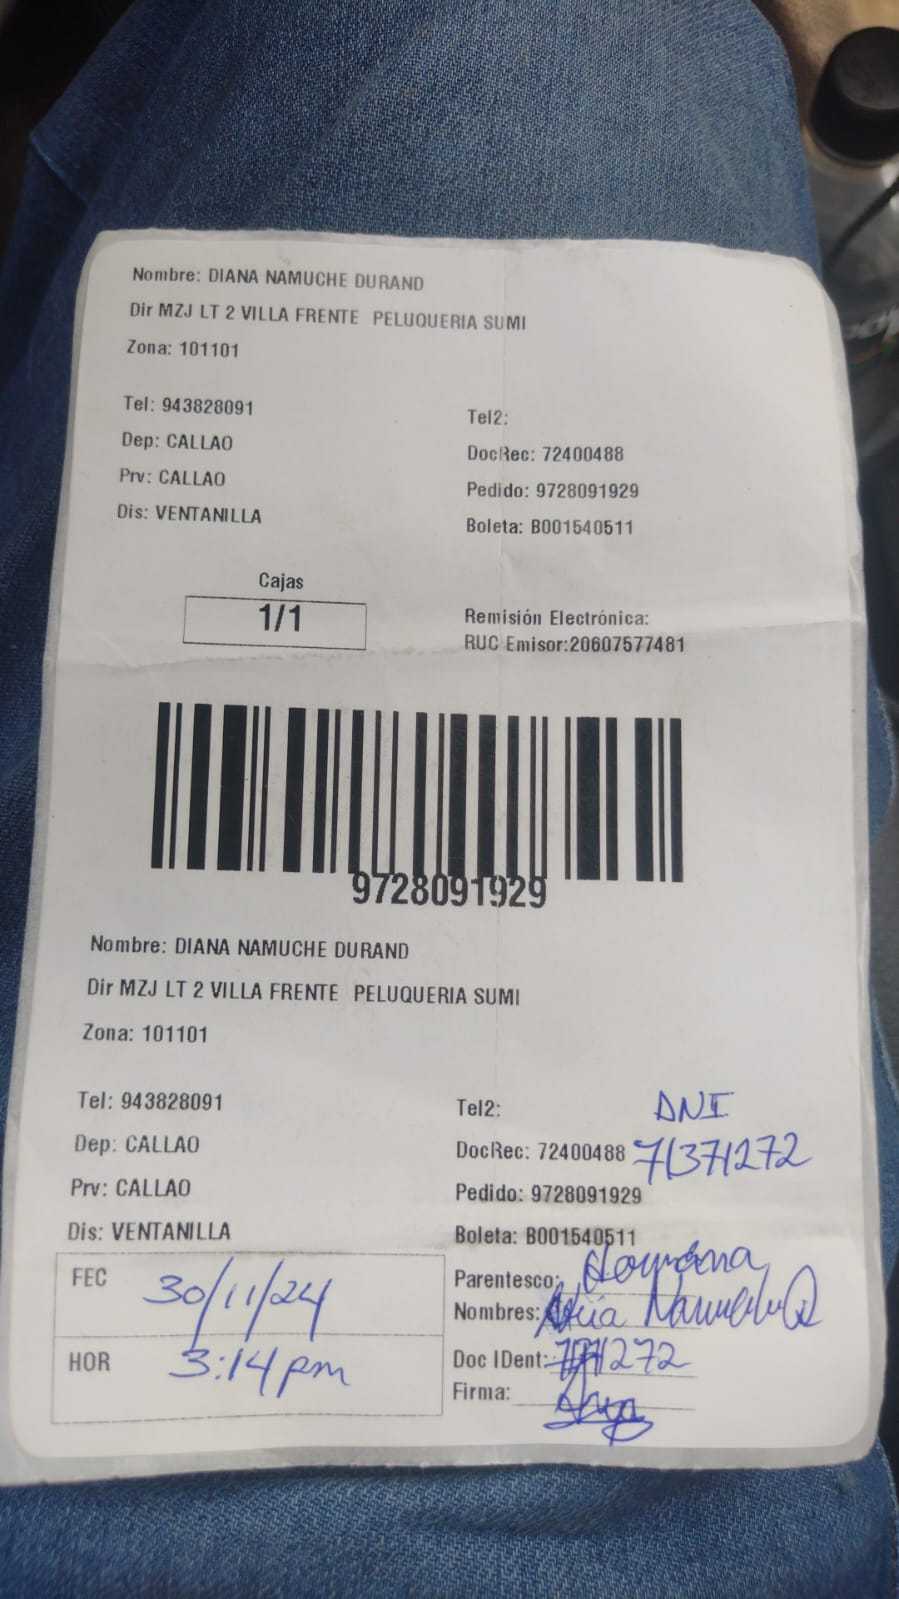 Nombre: DIANA NAMUCHE DURAND
Dir MZJ LT 2 VILLA FRENTE PELUQUERIA SUMI
Zona: 101101
Tel: 943828091
Tel2:
Dep: CALLAO
DocRec: 72400488
Prv: CALLAO
Pedido: 9728091929
Dis: VENTANILLA
Boleta: B001540511
Cajas
1/1
Remisión Electrónica:
RUC Emisor:20607577481
9728091929
Nombre: DIANA NAMUCHE DURAND
Dir MZJ LT 2 VILLA FRENTE PELUQUERIA SUMI
Zona: 101101
Tel: 943828091
Tel2:
DNI
Dep: CALLAO
DocRec: 72400488 71371272
Prv: CALLAO
Pedido: 9728091929
Dis: VENTANILLA
Boleta: B001540511
FEC 30/11/24
Parentesco:
Nombres:
HOR 3:14 pm
Doc IDent:
Firma: